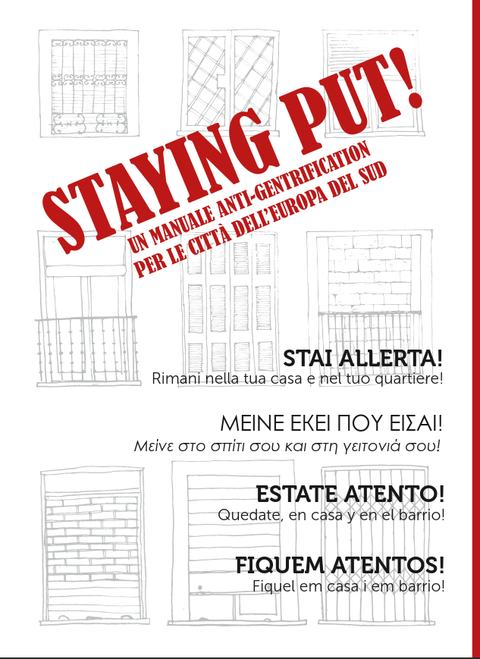 STAYING PUT!
UN MANUALE ANTI-GENTRIFICATION
PER LE CITTÀ DELL'EUROPA DEL SUD
STAI ALLERTA!
Rimani nella tua casa e nel tuo quartiere!
ΜΕΙΝΕ ΕΚΕΙ ΠΟΥ ΕΙΣΑΙ!
Μείνε στο σπίτι σου και στη γειτονιά σου!
ESTATE ATENTO!
Quedate, en casa y en el barrio!
FIQUEM ATENTOS!
Fiquel em casa i em barrio!